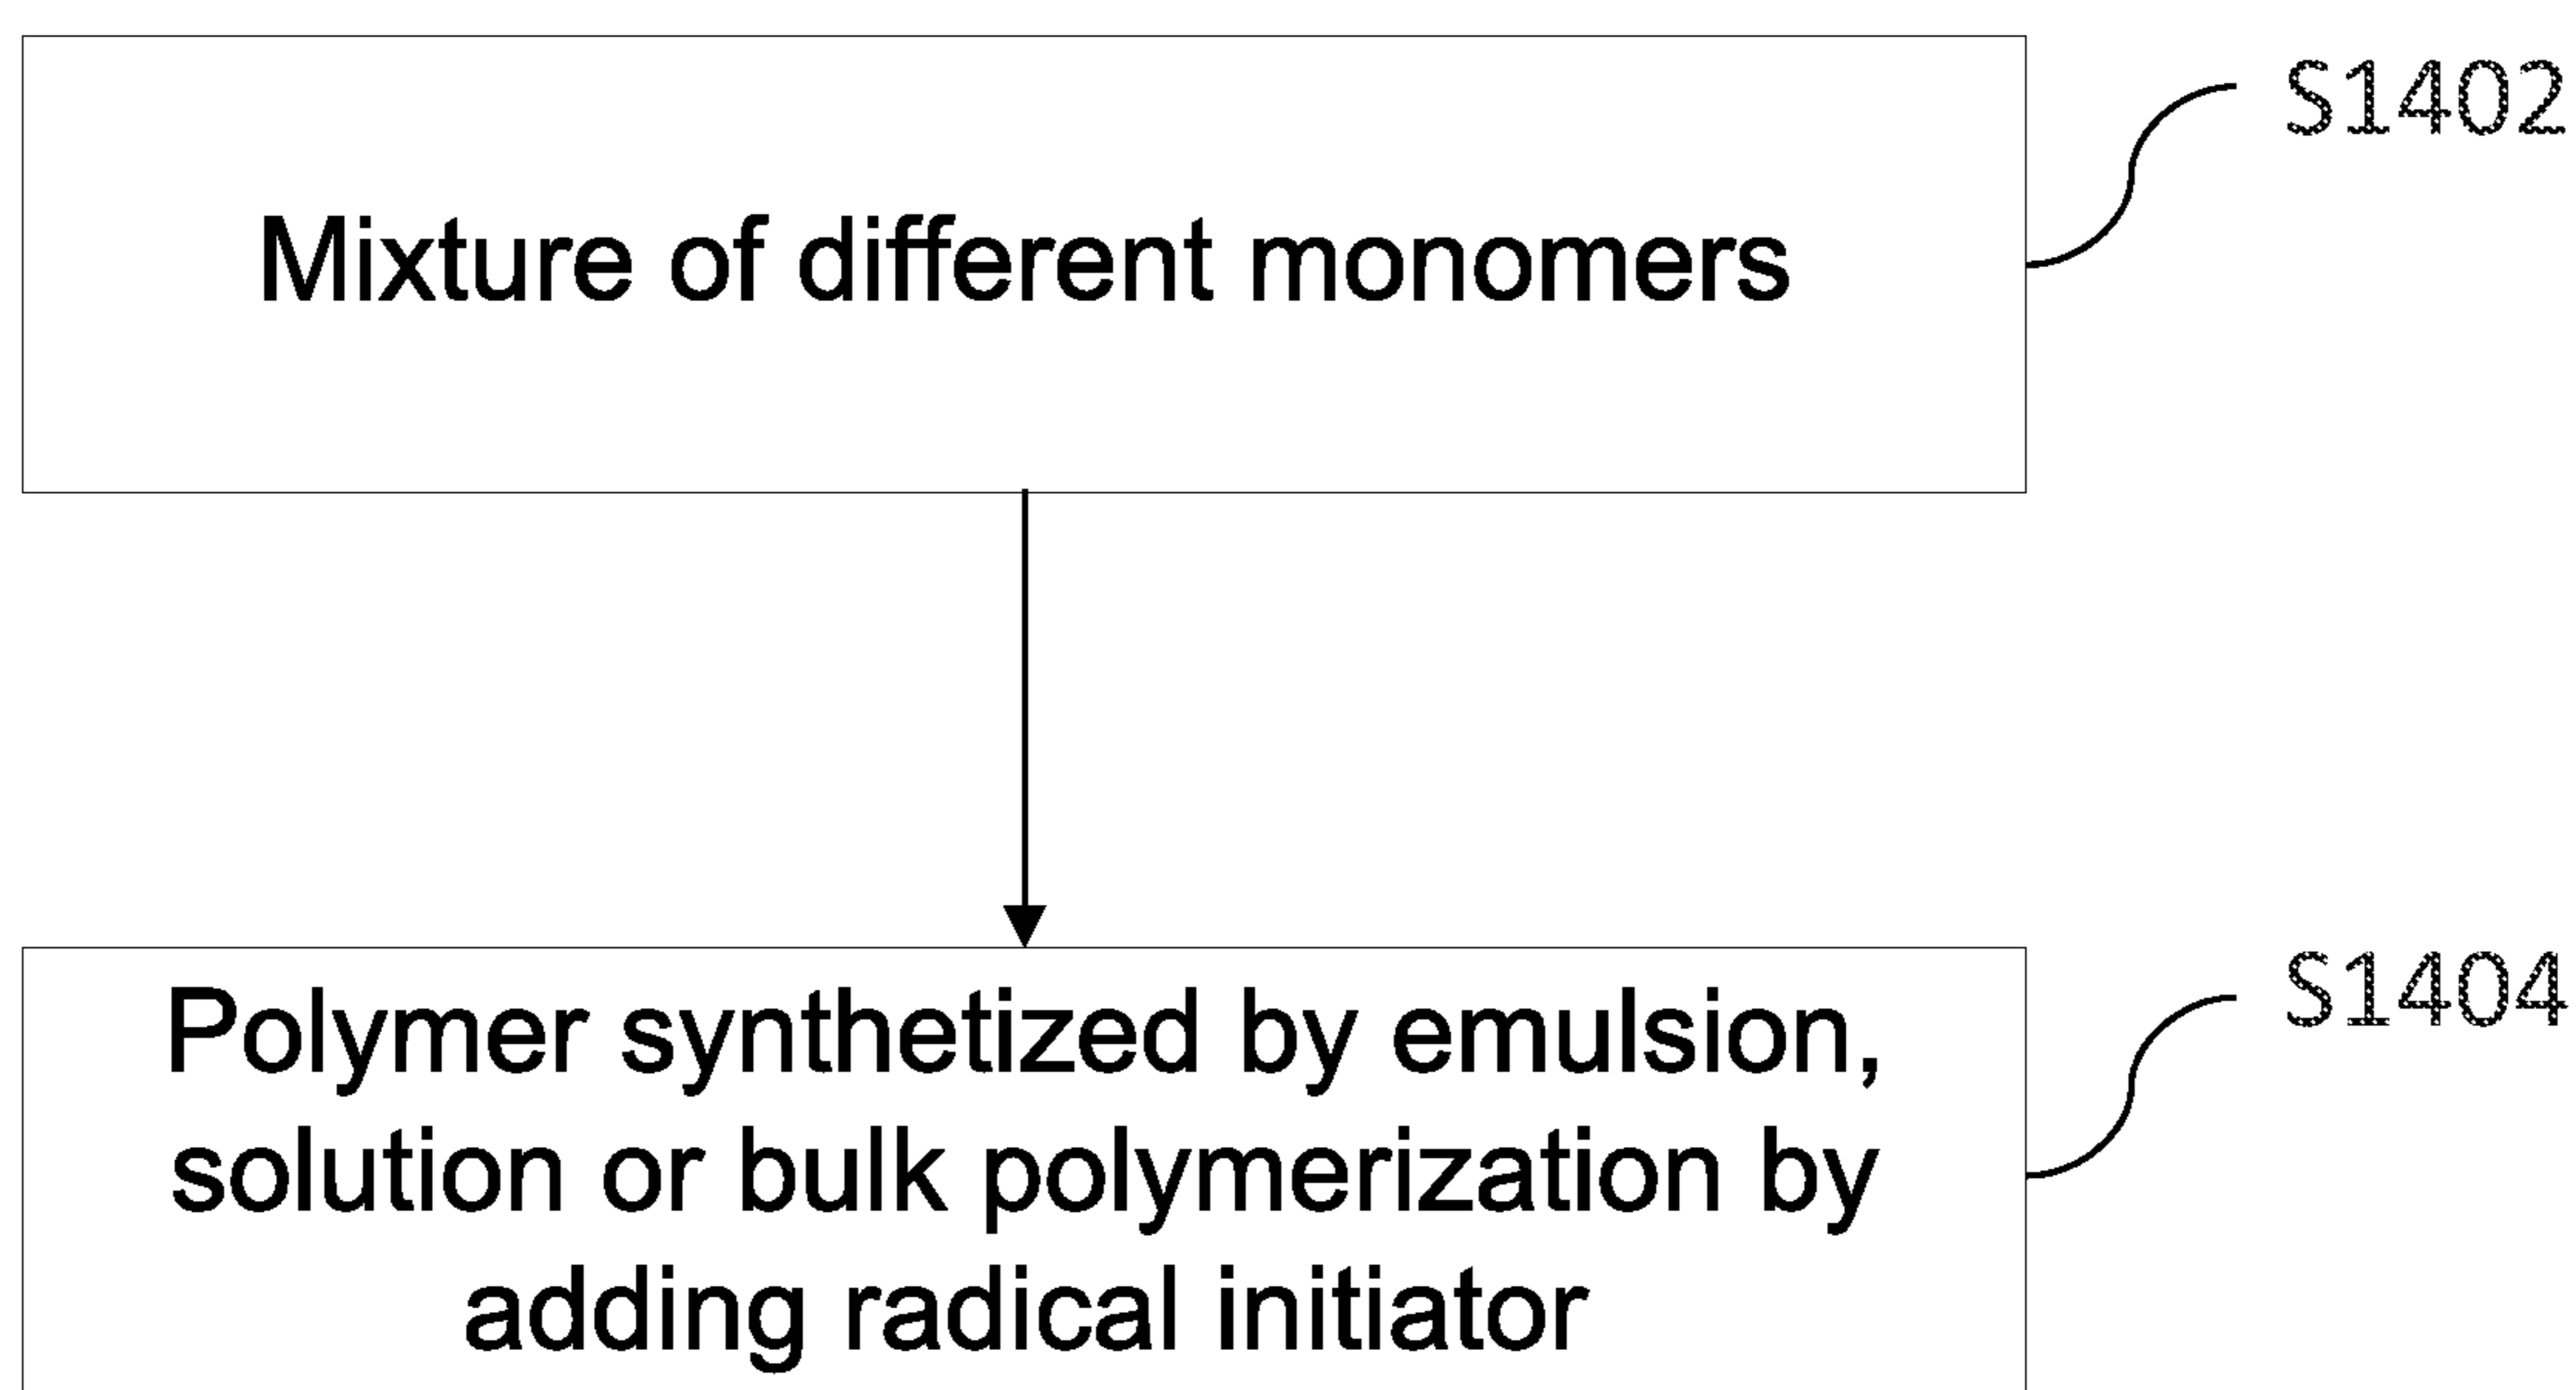 S1402
Mixture of different monomers
S1404
Polymer synthetized by emulsion,
solution or bulk polymerization by
adding radical initiator